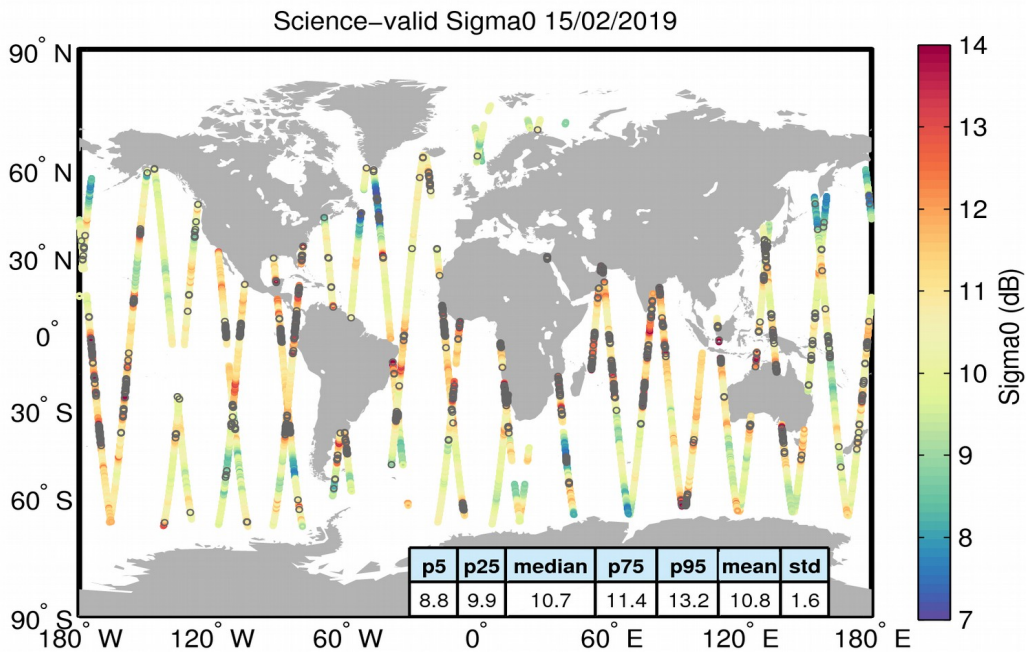 Science−valid Sigma0 15/02/2019
90° N
60° N
30° N
0°
30° S
60° S
90° S
180° W
120° W
60° W
0°
60° E
120° E
180° E
p5 p25 median p75 p95 mean std
8.8 9.9 10.7 11.4 13.2 10.8 1.6
14
13
12
11
10
9
8
7
Sigma0 (dB)